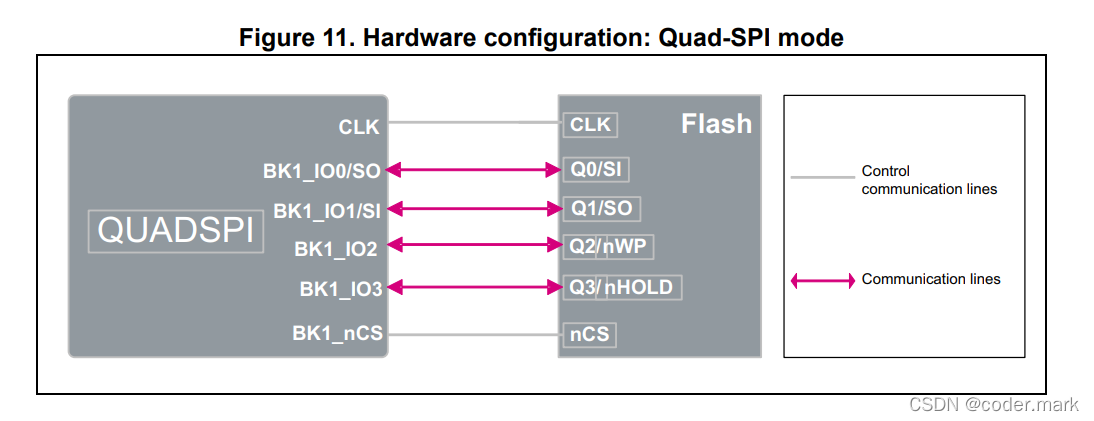 Figure 11. Hardware configuration: Quad-SPI mode
QUADSPI
CLK
BK1_IO0/SO
BK1_IO1/SI
BK1_IO2
BK1_IO3
BK1_nCS
Flash
CLK
Q0/SI
Q1/SO
Q2/nWP
Q3/nHOLD
nCS
Control
communication lines
Communication lines
CSDN @coder.mark